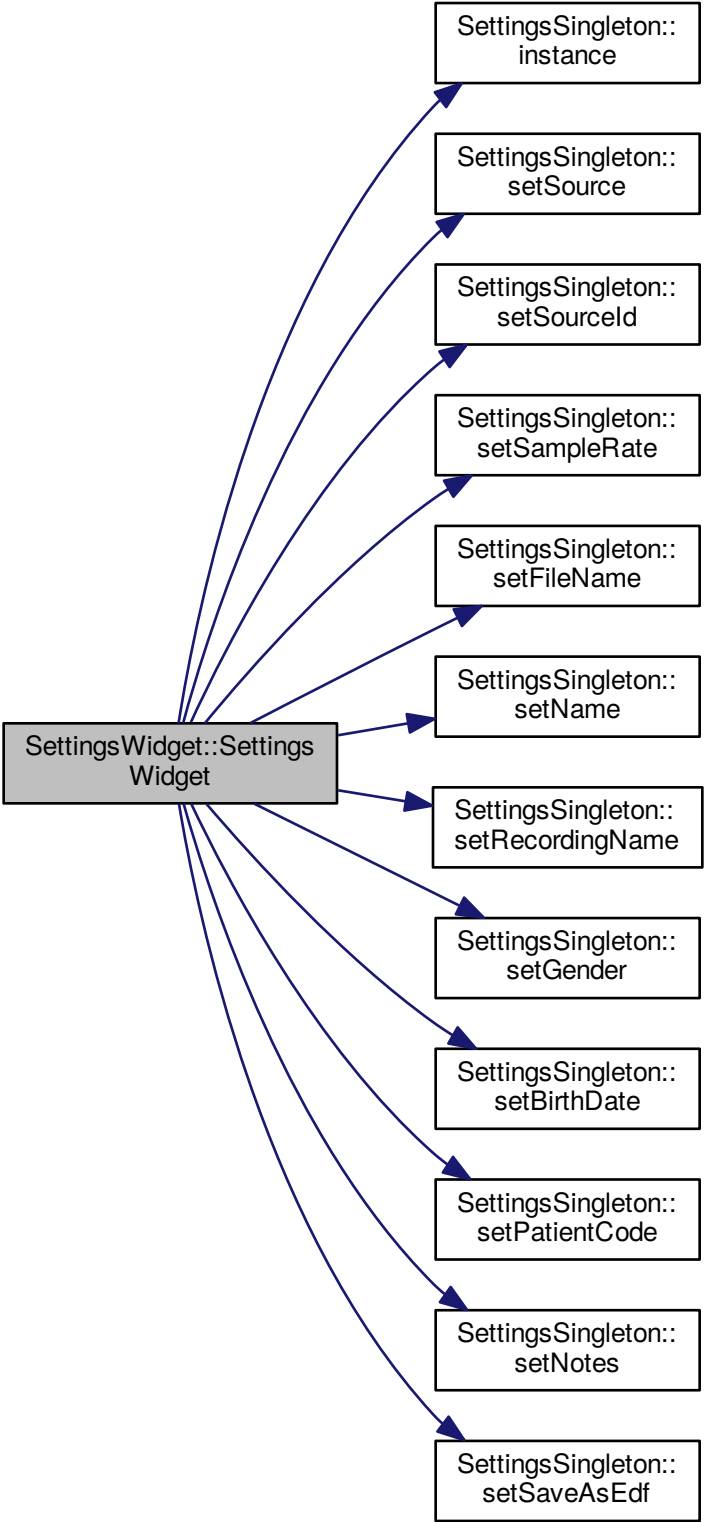 SettingsSingleton::
instance
SettingsSingleton::
setSource
SettingsSingleton::
setSourceId
SettingsSingleton::
setSampleRate
SettingsSingleton::
setFileName
SettingsSingleton::
setName
SettingsWidget::Settings
Widget
SettingsSingleton::
setRecordingName
SettingsSingleton::
setGender
SettingsSingleton::
setBirthDate
SettingsSingleton::
setPatientCode
SettingsSingleton::
setNotes
SettingsSingleton::
setSaveAsEdf